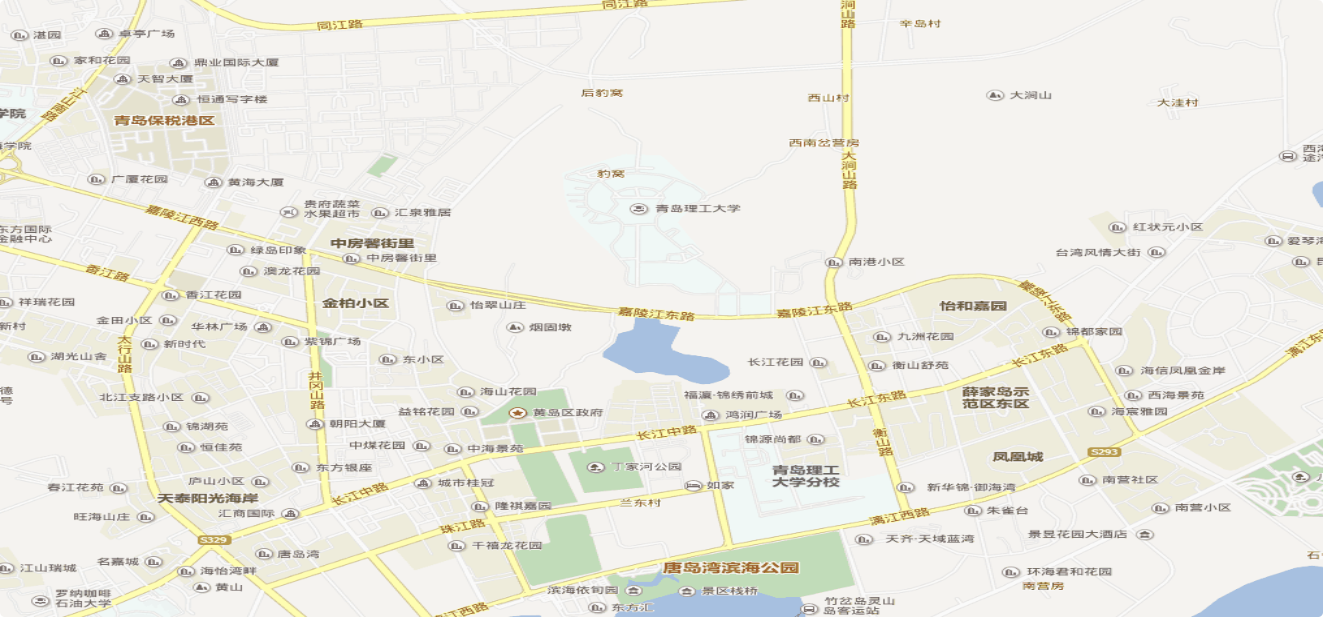 同江路
同江路
涧山路
辛岛村
湛园
卓亭广场
家和花园
鼎业国际大厦
天智大厦
恒通写字楼
江山南路
学院
青岛保税港区
后豹窝
西山村
大涧山
大洼村
西南岔营房
大涧山路
学院
广厦花园
黄海大厦
豹窝
青岛理工大学
贵府蔬菜
水果超市
汇泉雅居
嘉陵江西路
东方国际
金融中心
中房馨街里
绿岛印象
中房馨街里
红状元小区
台湾风情大街
南港小区
香江路
澳龙花园
香江花园
祥瑞花园
金柏小区
怡翠山庄
嘉陵江东路
嘉陵江东路
怡和嘉园
金田小区
华林广场
烟固墩
新村
锦都家园
九洲花园
太行山路
新时代
紫锦广场
湖光山舍
东小区
长江花园
衡山舒苑
长江东路
漓江东路
海信凤凰金岸
井冈山路
北江支路小区
海山花园
福瀛·锦绣前城
长江东路
薛家岛示
范区东区
西海景苑
益铭花园
黄岛区政府
鸿润广场
海宸雅园
锦湖苑
朝阳大厦
长江中路
锦源尚都
衡山路
恒佳苑
中煤花园
中海景苑
S293
凤凰城
东方银座
丁家河公园
青岛理工
大学分校
庐山小区
城市桂冠
如家
新华锦·御海湾
南营社区
春江花苑
天泰阳光海岸
长江中路
兰东村
隆祺嘉园
朱雀台
南营小区
旺海山庄
汇商国际
珠江路
漓江西路
S329
千禧龙花园
天齐·天域蓝湾
景昱花园大酒店
名嘉城
唐岛湾
江山瑞城
海怡湾畔
唐岛湾滨海公园
环海君和花园
南营房
黄山
滨海依甸园
景区栈桥
罗纳咖啡
石油大学
东方汇
竹岔岛灵山
岛客运站